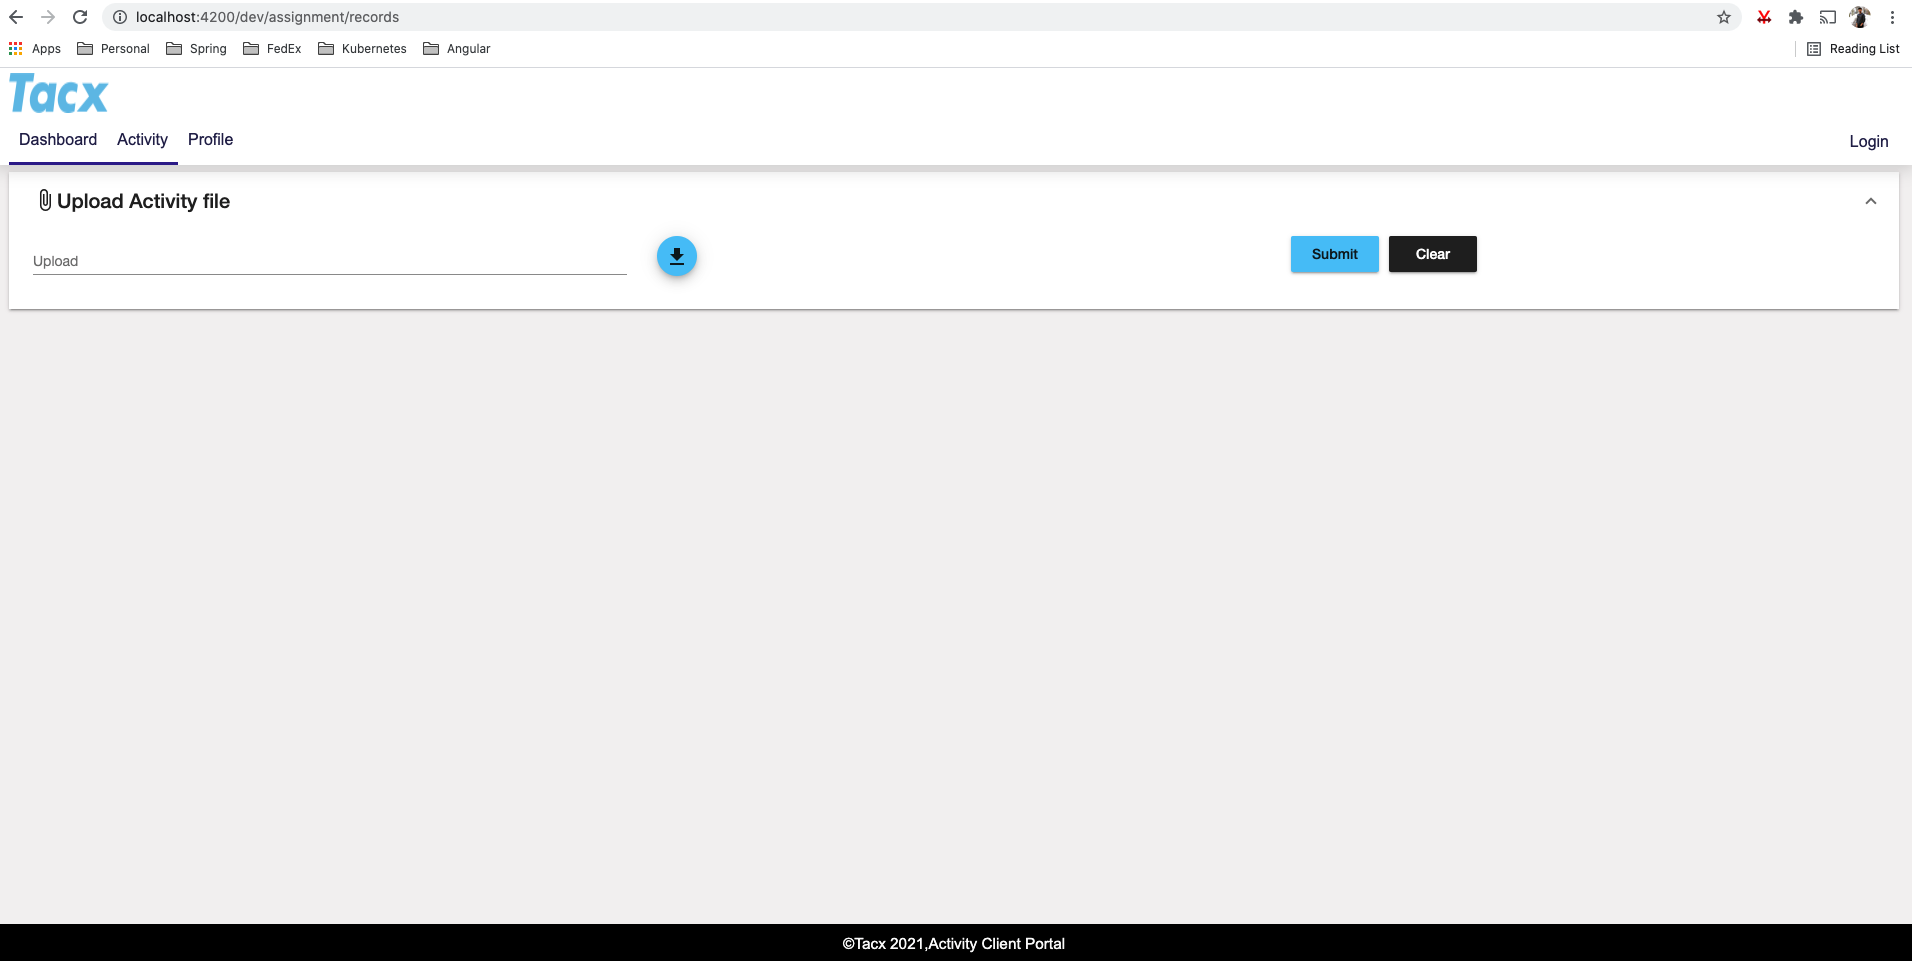 localhost:4200/dev/assignment/records
Apps Personal Spring FedEx Kubernetes Angular Reading List
Tacx
Dashboard Activity Profile Login
Upload Activity file
Upload Submit Clear
©Tacx 2021,Activity Client Portal